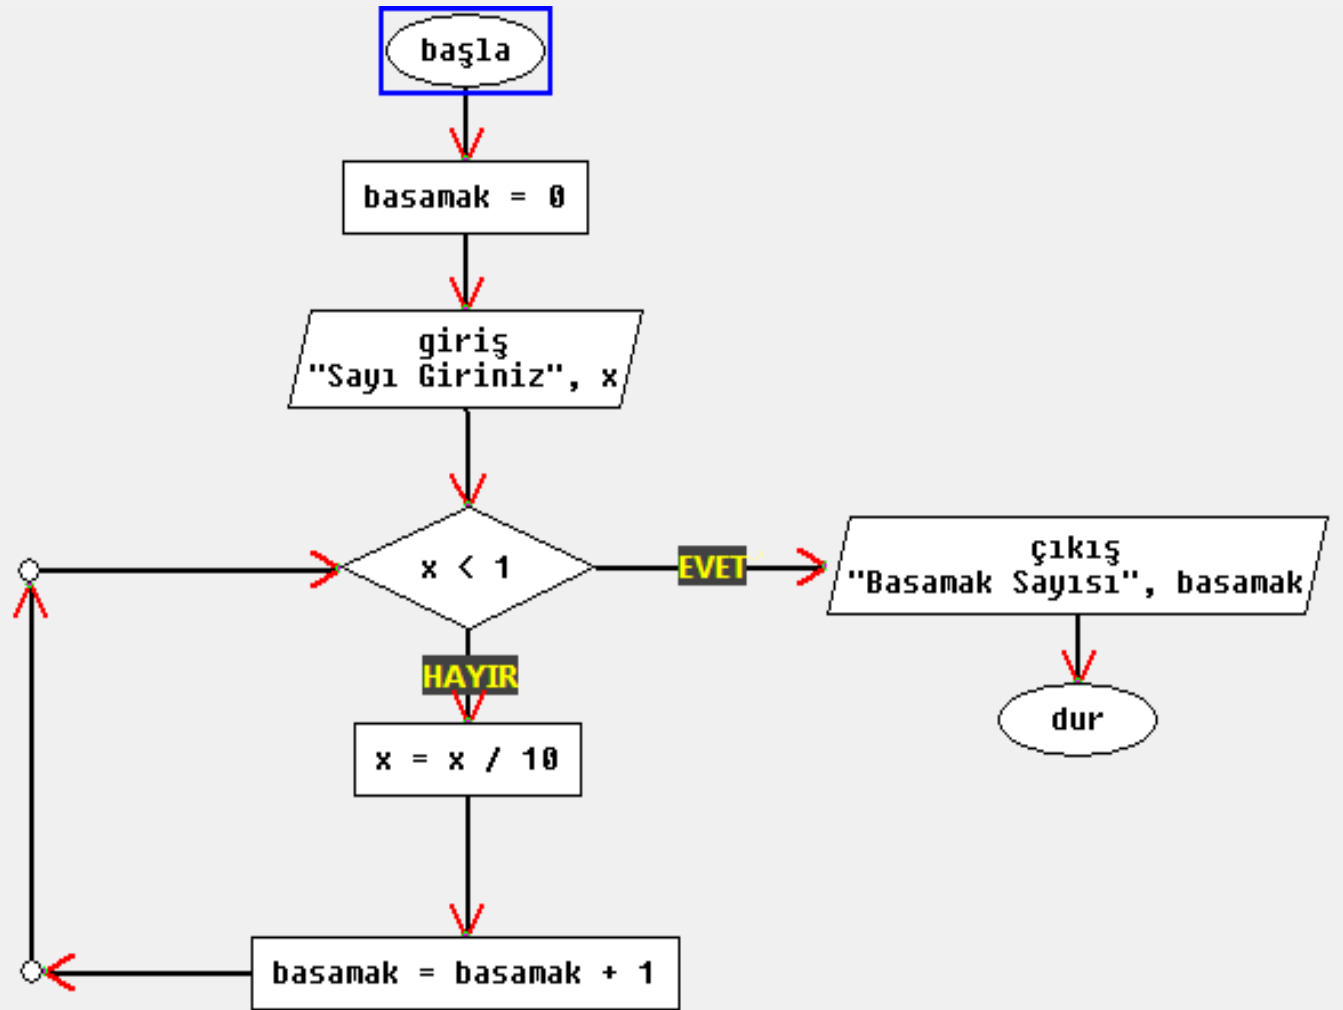 başla
basamak = 0
giriş
"Sayı Giriniz", x
x < 1
EVET
çıkış
"Basamak Sayısı", basamak
HAYIR
dur
x = x / 10
basamak = basamak + 1